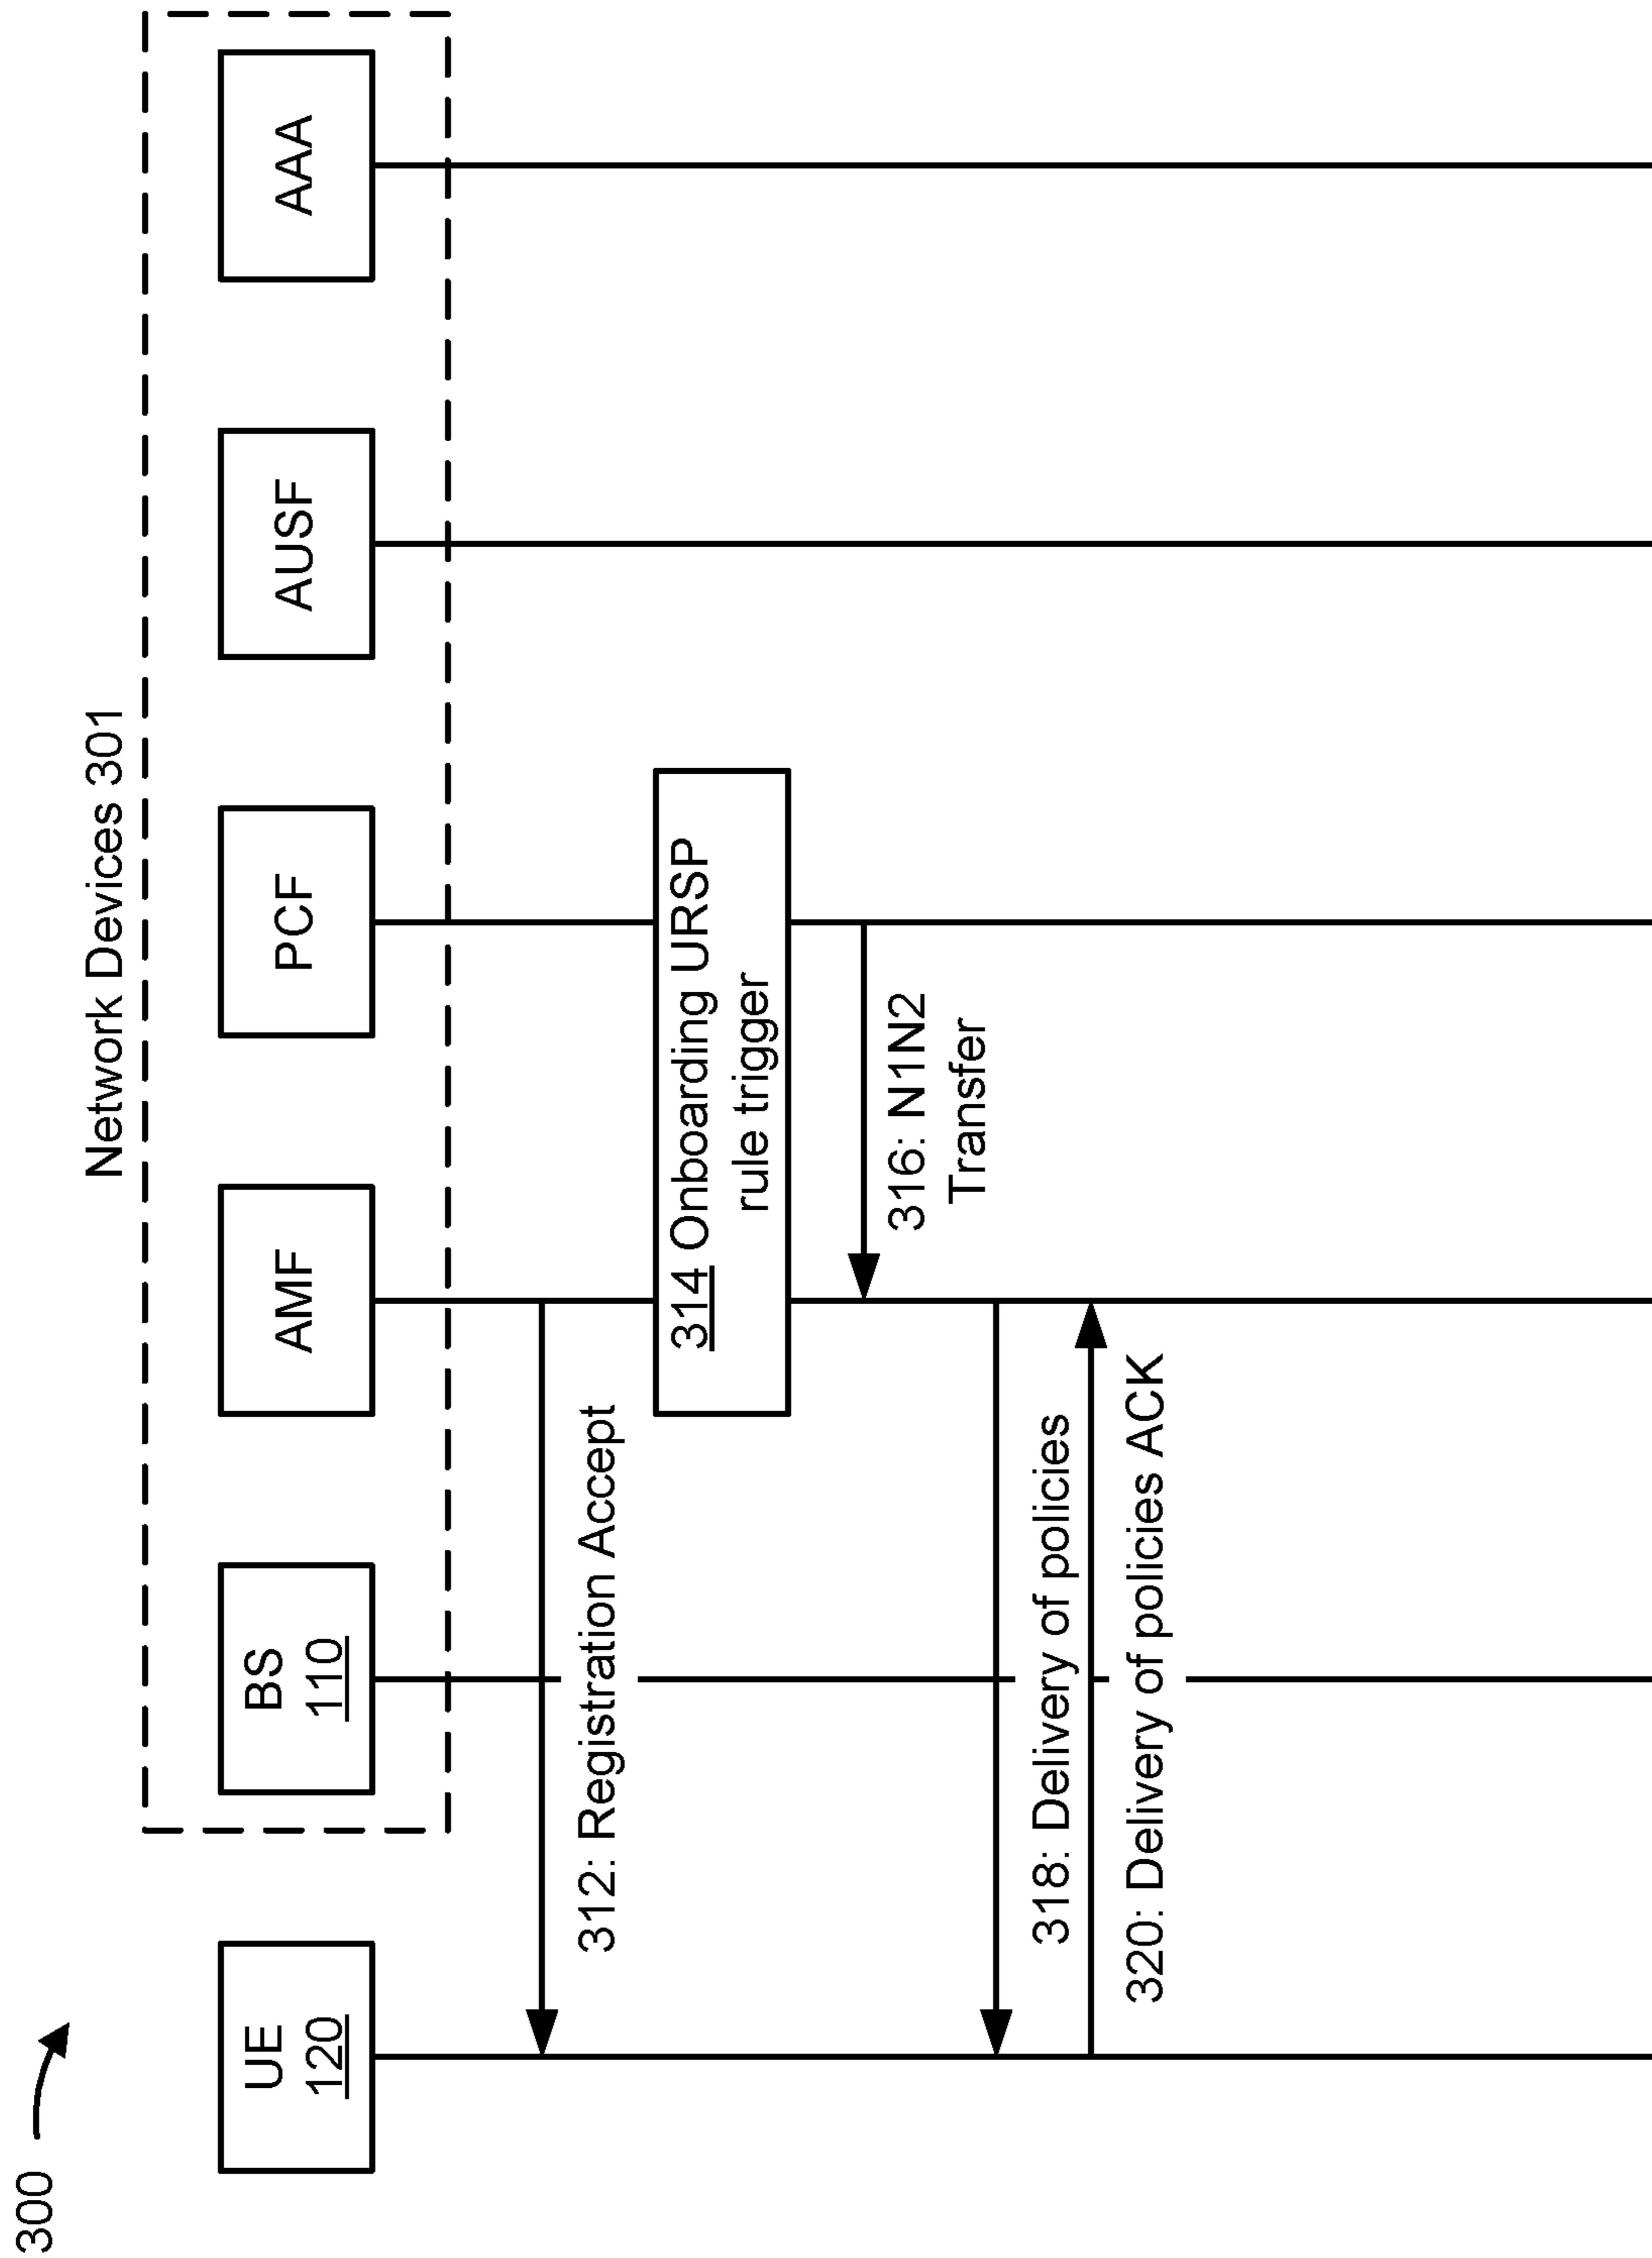 300
Network Devices 301
UE
120
BS
110
AMF
PCF
AUSF
AAA
312: Registration Accept
314 Onboarding URSP
rule trigger
316: N1N2
Transfer
318: Delivery of policies
320: Delivery of policies ACK